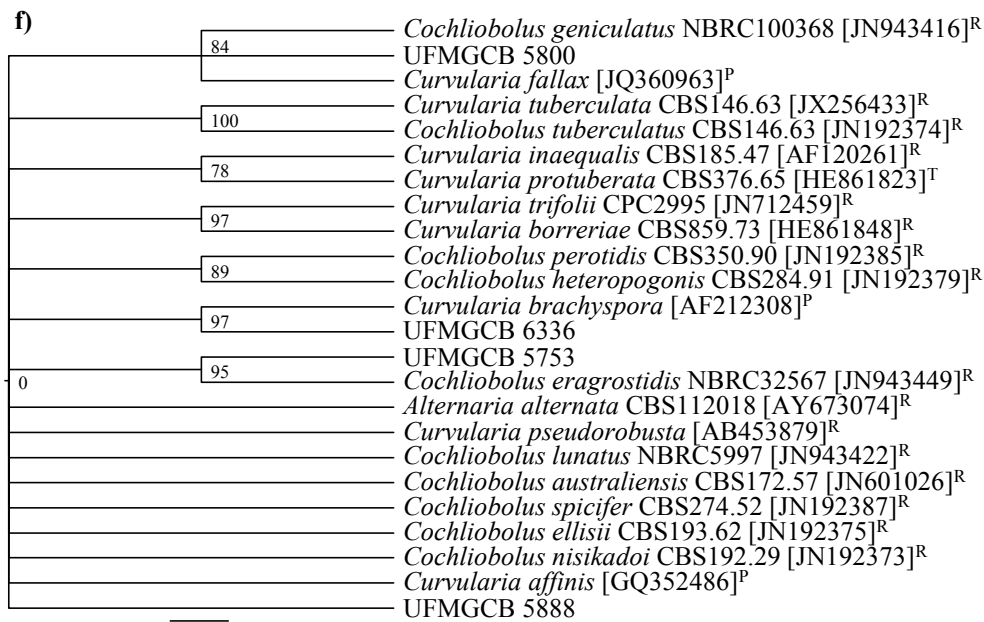 f)
Cochliobolus geniculatus NBRC100368 [JN943416]ᴿ
84
UFMGCB 5800
Curvularia fallax [JQ360963]ᴾ
Curvularia tuberculata CBS146.63 [JX256433]ᴿ
100
Cochliobolus tuberculatus CBS146.63 [JN192374]ᴿ
Curvularia inaequalis CBS185.47 [AF120261]ᴿ
78
Curvularia protuberata CBS376.65 [HE861823]ᵀ
Curvularia trifolii CPC2995 [JN712459]ᴿ
97
Curvularia borreriae CBS859.73 [HE861848]ᴿ
Cochliobolus perotidis CBS350.90 [JN192385]ᴿ
89
Cochliobolus heteropogonis CBS284.91 [JN192379]ᴿ
Curvularia brachyspora [AF212308]ᴾ
97
UFMGCB 6336
UFMGCB 5753
95
0
Cochliobolus eragrostidis NBRC32567 [JN943449]ᴿ
Alternaria alternata CBS112018 [AY673074]ᴿ
Curvularia pseudorobusta [AB453879]ᴿ
Cochliobolus lunatus NBRC5997 [JN943422]ᴿ
Cochliobolus australiensis CBS172.57 [JN601026]ᴿ
Cochliobolus spicifer CBS274.52 [JN192387]ᴿ
Cochliobolus ellisii CBS193.62 [JN192375]ᴿ
Cochliobolus nisikadoi CBS192.29 [JN192373]ᴿ
Curvularia affinis [GQ352486]ᴾ
UFMGCB 5888